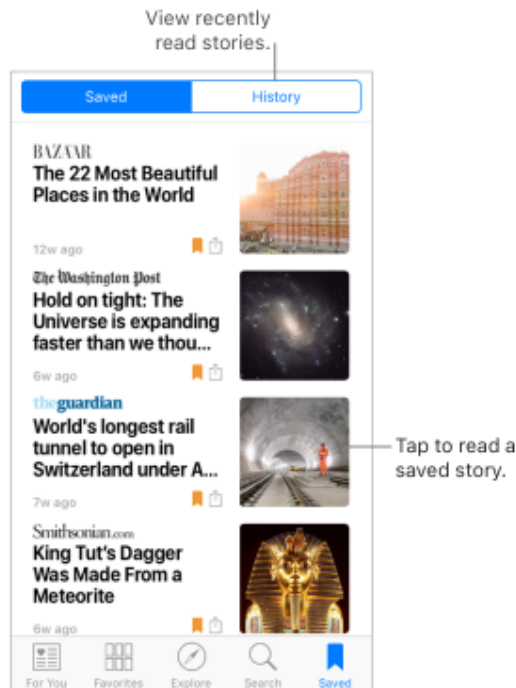 View recently
read stories.
Saved
History
BAZAAR
The 22 Most Beautiful
Places in the World
12w ago
The Washington Post
Hold on tight: The
Universe is expanding
faster than we thou...
6w ago
theguardian
World's longest rail
tunnel to open in
Switzerland under A...
7w ago
Tap to read a
saved story.
Smithsonian.com
King Tut's Dagger
Was Made From a
Meteorite
6w ago
For You
Favorites
Explore
Search
Saved